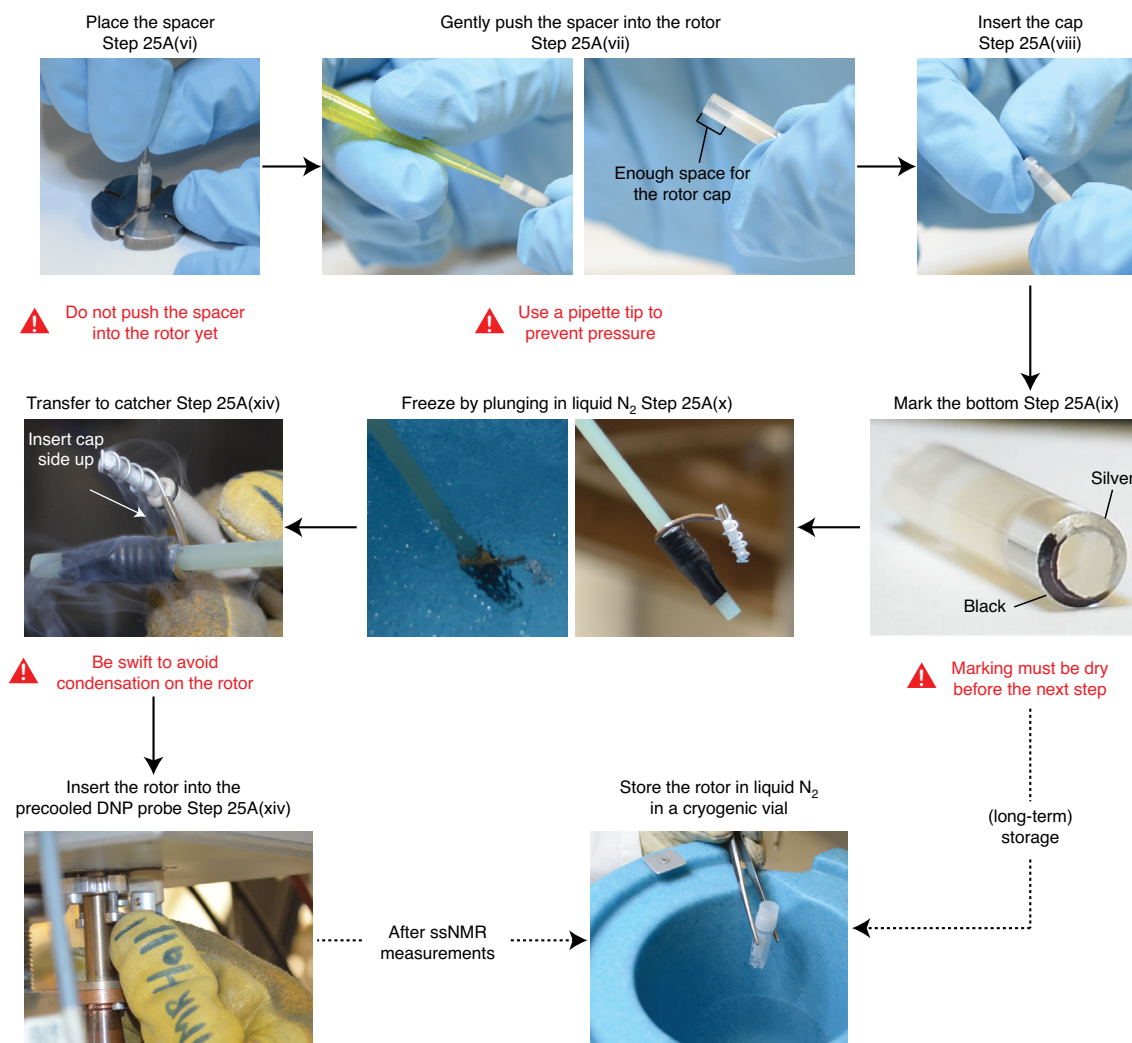 Place the spacer
Step 25A(vi)
Gently push the spacer into the rotor
Step 25A(vii)
Insert the cap
Step 25A(viii)
Enough space for
the rotor cap
Do not push the spacer
into the rotor yet
Use a pipette tip to
prevent pressure
Transfer to catcher Step 25A(xiv)
Freeze by plunging in liquid N₂ Step 25A(x)
Mark the bottom Step 25A(ix)
Insert cap
side up
Silver
Black
Be swift to avoid
condensation on the rotor
Marking must be dry
before the next step
Insert the rotor into the
precooled DNP probe Step 25A(xiv)
Store the rotor in liquid N₂
in a cryogenic vial
(long-term)
storage
After ssNMR
measurements
NMR Hall 1